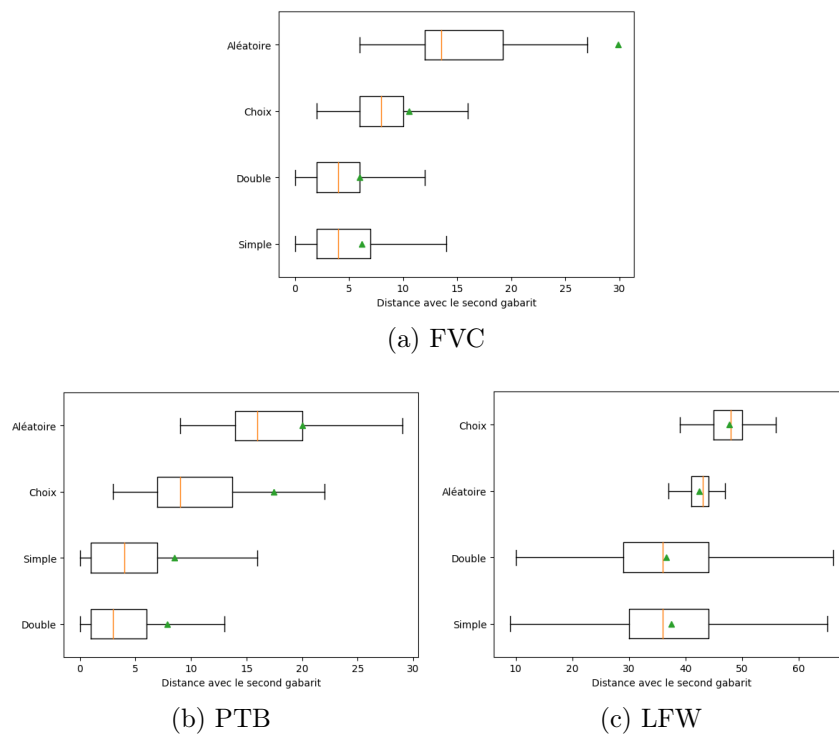 Aléatoire
Choix
Double
Simple
0 5 10 15 20 25 30
Distance avec le second gabarit
(a) FVC
Aléatoire
Choix
Simple
Double
0 5 10 15 20 25 30
Distance avec le second gabarit
(b) PTB
Choix
Aléatoire
Double
Simple
10 20 30 40 50 60
Distance avec le second gabarit
(c) LFW